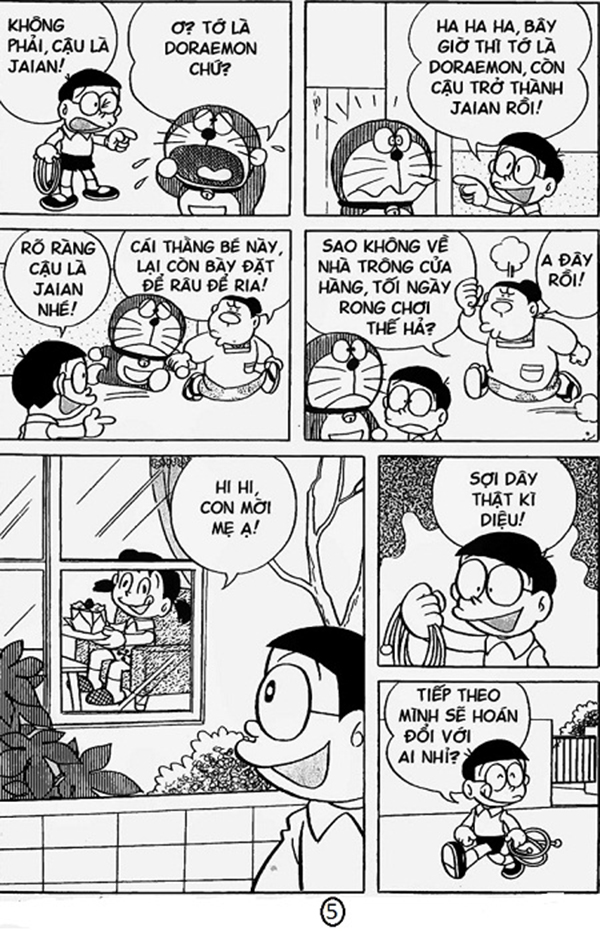 KHÔNG
PHẢI, CẬU LÀ
JAIAN!
Ơ? TỚ LÀ
DORAEMON
CHỨ?
HA HA HA, BÂY
GIỜ THÌ TỚ LÀ
DORAEMON, CÒN
CẬU TRỞ THÀNH
JAIAN RỒI!
RÕ RÀNG
CẬU LÀ
JAIAN
NHÉ!
CÁI THẰNG BÉ NÀY,
LẠI CÒN BÀY ĐẶT
ĐỂ RÂU ĐỂ RIA!
SAO KHÔNG VỀ
NHÀ TRÔNG CỬA
HÀNG, TỐI NGÀY
RONG CHƠI
THẾ HẢ?
A ĐÂY
RỒI!
HI HI,
CON MỜI
MẸ Ạ!
SỢI DÂY
THẬT KÌ
DIỆU!
TIẾP THEO
MÌNH SẼ HOÁN
ĐỔI VỚI
AI NHỈ?
5